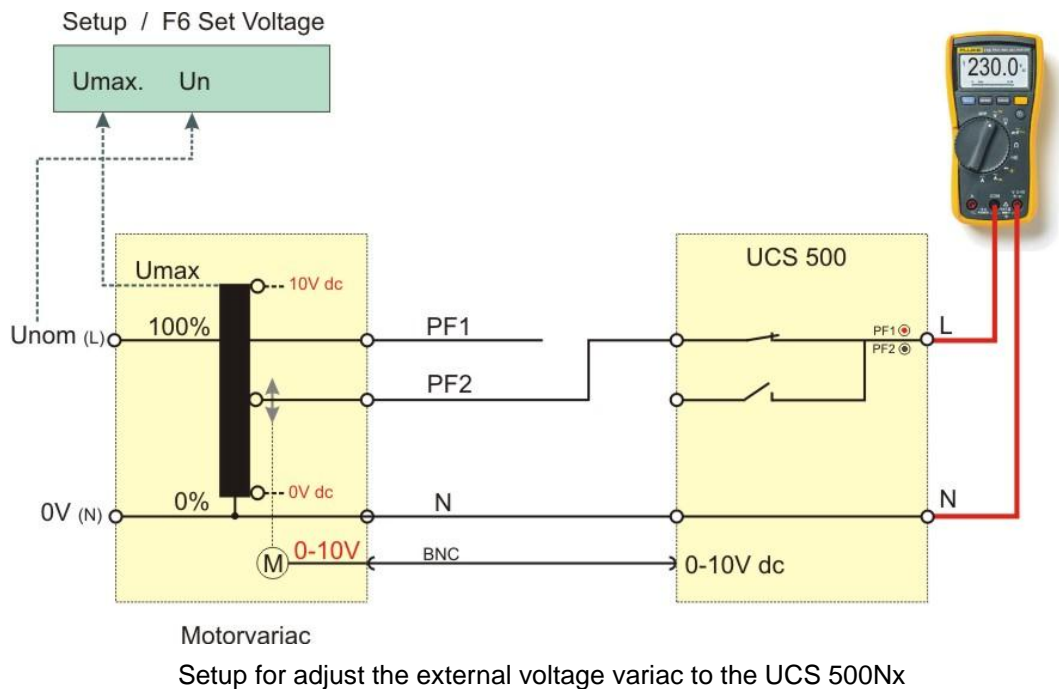 Setup / F6 Set Voltage
Umax. Un
230.0
Umax
10V dc
UCS 500
Unom (L)
100%
PF1
PF1
PF2
L
PF2
0V dc
0%
0V (N)
N
N
M
0-10V
BNC
0-10V dc
Motorvariac
Setup for adjust the external voltage variac to the UCS 500Nx